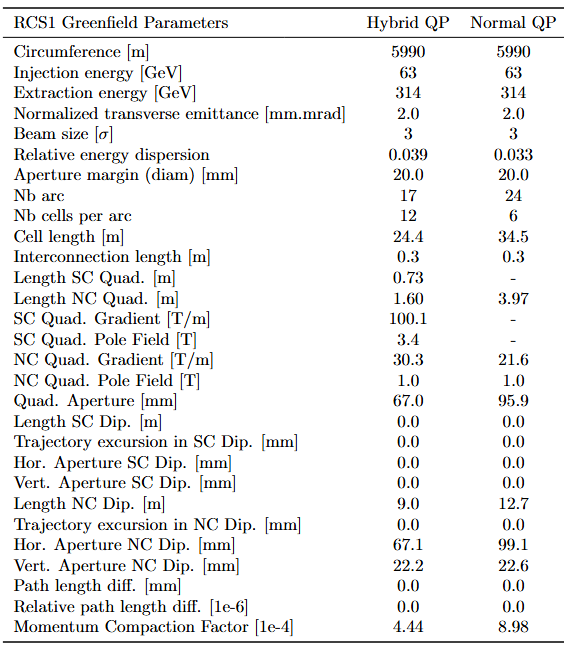 RCS1 Greenfield Parameters Hybrid QP Normal QP
Circumference [m] 5990 5990
Injection energy [GeV] 63 63
Extraction energy [GeV] 314 314
Normalized transverse emittance [mm.mrad] 2.0 2.0
Beam size [σ] 3 3
Relative energy dispersion 0.039 0.033
Aperture margin (diam) [mm] 20.0 20.0
Nb arc 17 24
Nb cells per arc 12 6
Cell length [m] 24.4 34.5
Interconnection length [m] 0.3 0.3
Length SC Quad. [m] 0.73 -
Length NC Quad. [m] 1.60 3.97
SC Quad. Gradient [T/m] 100.1 -
SC Quad. Pole Field [T] 3.4 -
NC Quad. Gradient [T/m] 30.3 21.6
NC Quad. Pole Field [T] 1.0 1.0
Quad. Aperture [mm] 67.0 95.9
Length SC Dip. [m] 0.0 0.0
Trajectory excursion in SC Dip. [mm] 0.0 0.0
Hor. Aperture SC Dip. [mm] 0.0 0.0
Vert. Aperture SC Dip. [mm] 0.0 0.0
Length NC Dip. [m] 9.0 12.7
Trajectory excursion in NC Dip. [mm] 0.0 0.0
Hor. Aperture NC Dip. [mm] 67.1 99.1
Vert. Aperture NC Dip. [mm] 22.2 22.6
Path length diff. [mm] 0.0 0.0
Relative path length diff. [1e-6] 0.0 0.0
Momentum Compaction Factor [1e-4] 4.44 8.98